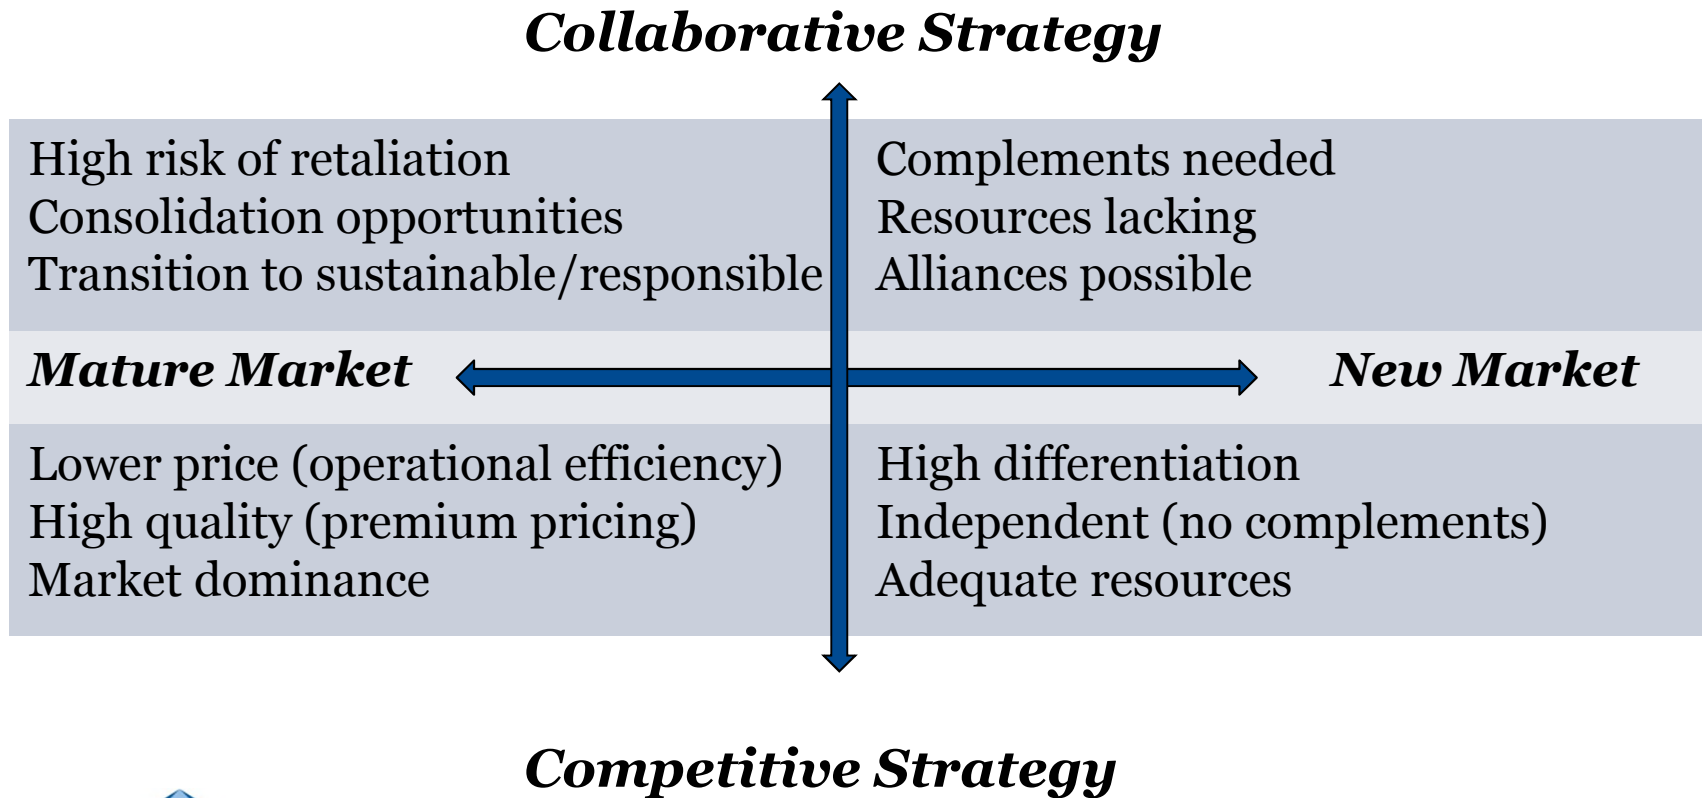 Collaborative Strategy
High risk of retaliation
Consolidation opportunities
Transition to sustainable/responsible
Complements needed
Resources lacking
Alliances possible
Mature Market
New Market
Lower price (operational efficiency)
High quality (premium pricing)
Market dominance
High differentiation
Independent (no complements)
Adequate resources
Competitive Strategy